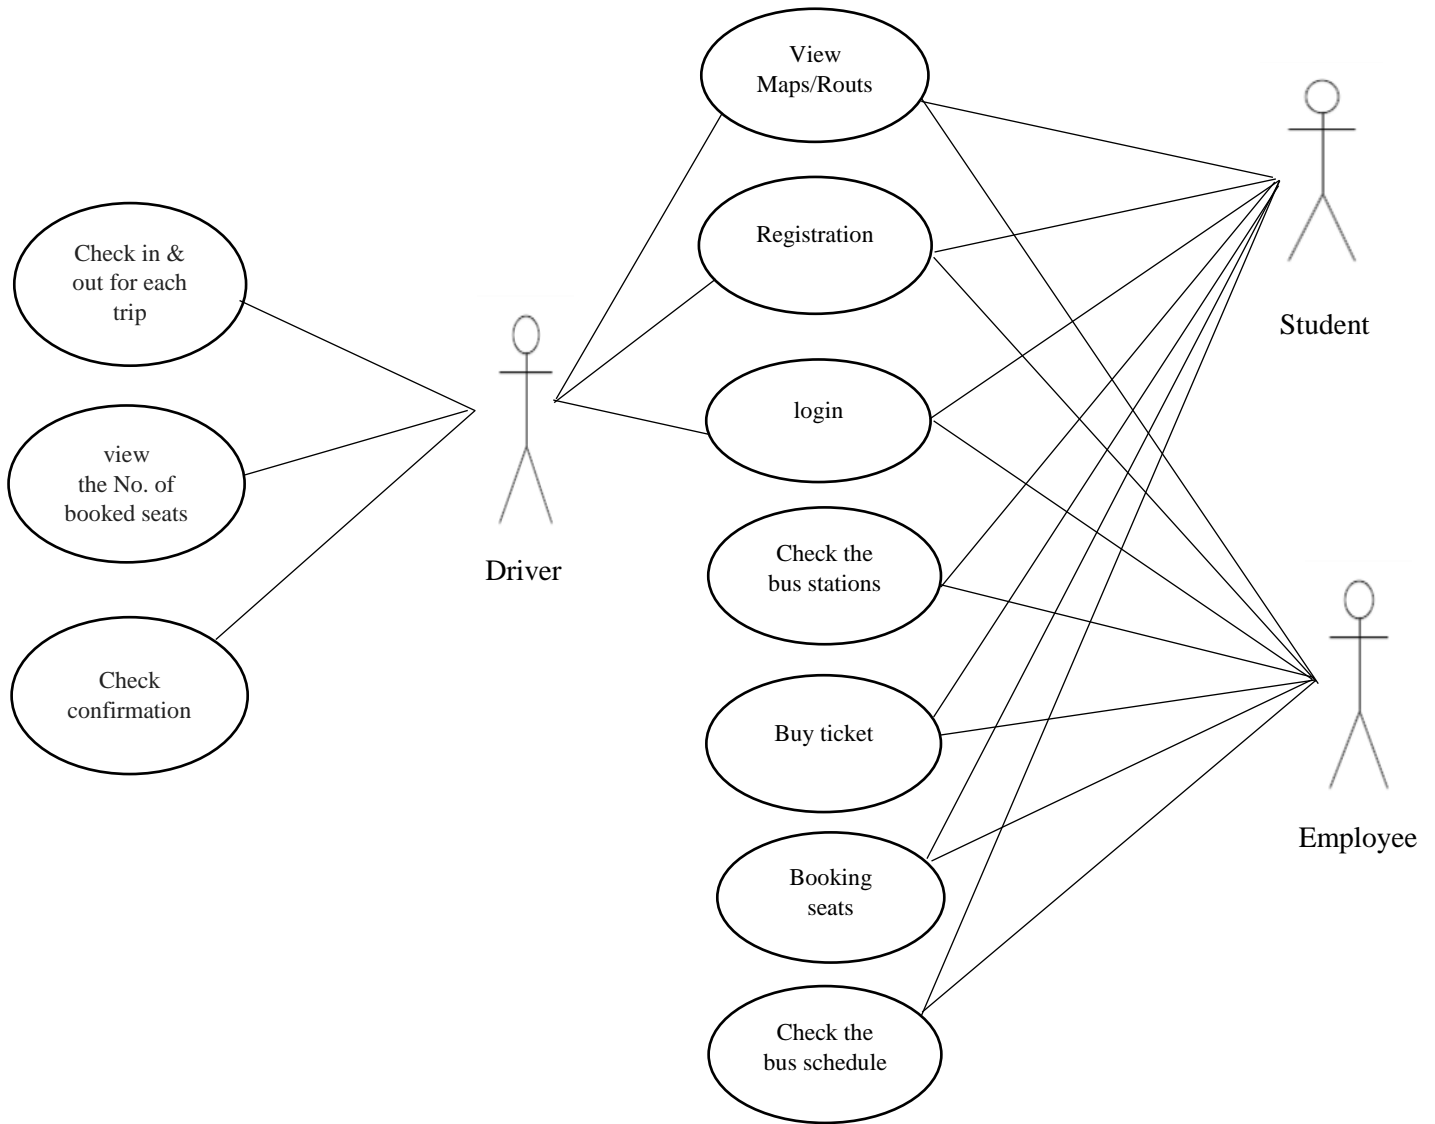 View
Maps/Routs
Registration
login
Check the
bus stations
Buy ticket
Booking
seats
Check the
bus schedule
Check in &
out for each
trip
view
the No. of
booked seats
Check
confirmation
Driver
Student
Employee